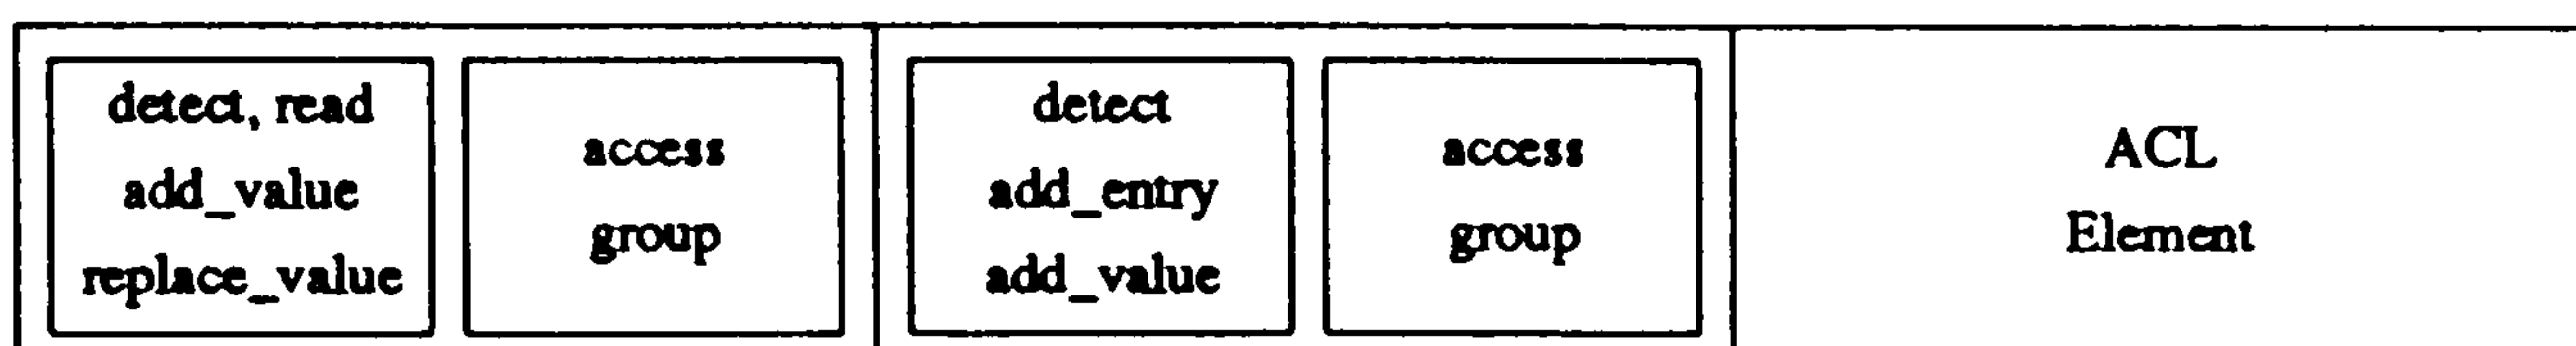 detect, read
add_value
replace_value
access
group
detect
add_entry
add_value
access
group
ACL
Element